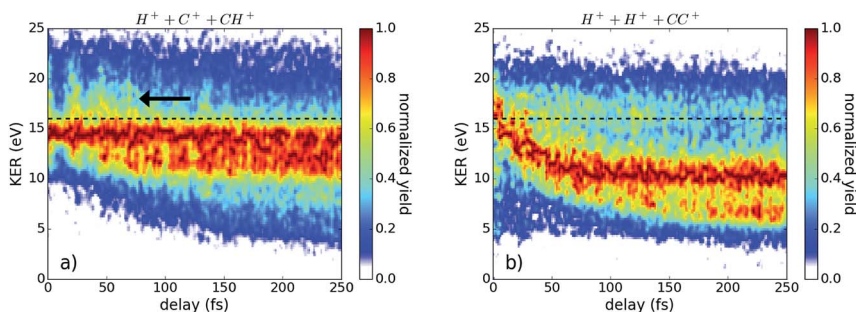 H⁺ + C⁺ + CH⁺
KER (eV)
25
20
15
10
5
0
a)
0 50 100 150 200 250
delay (fs)
1.0
0.8
0.6
0.4
0.2
0.0
normalized yield
H⁺ + H⁺ + CC⁺
KER (eV)
25
20
15
10
5
0
b)
0 50 100 150 200 250
delay (fs)
1.0
0.8
0.6
0.4
0.2
0.0
normalized yield